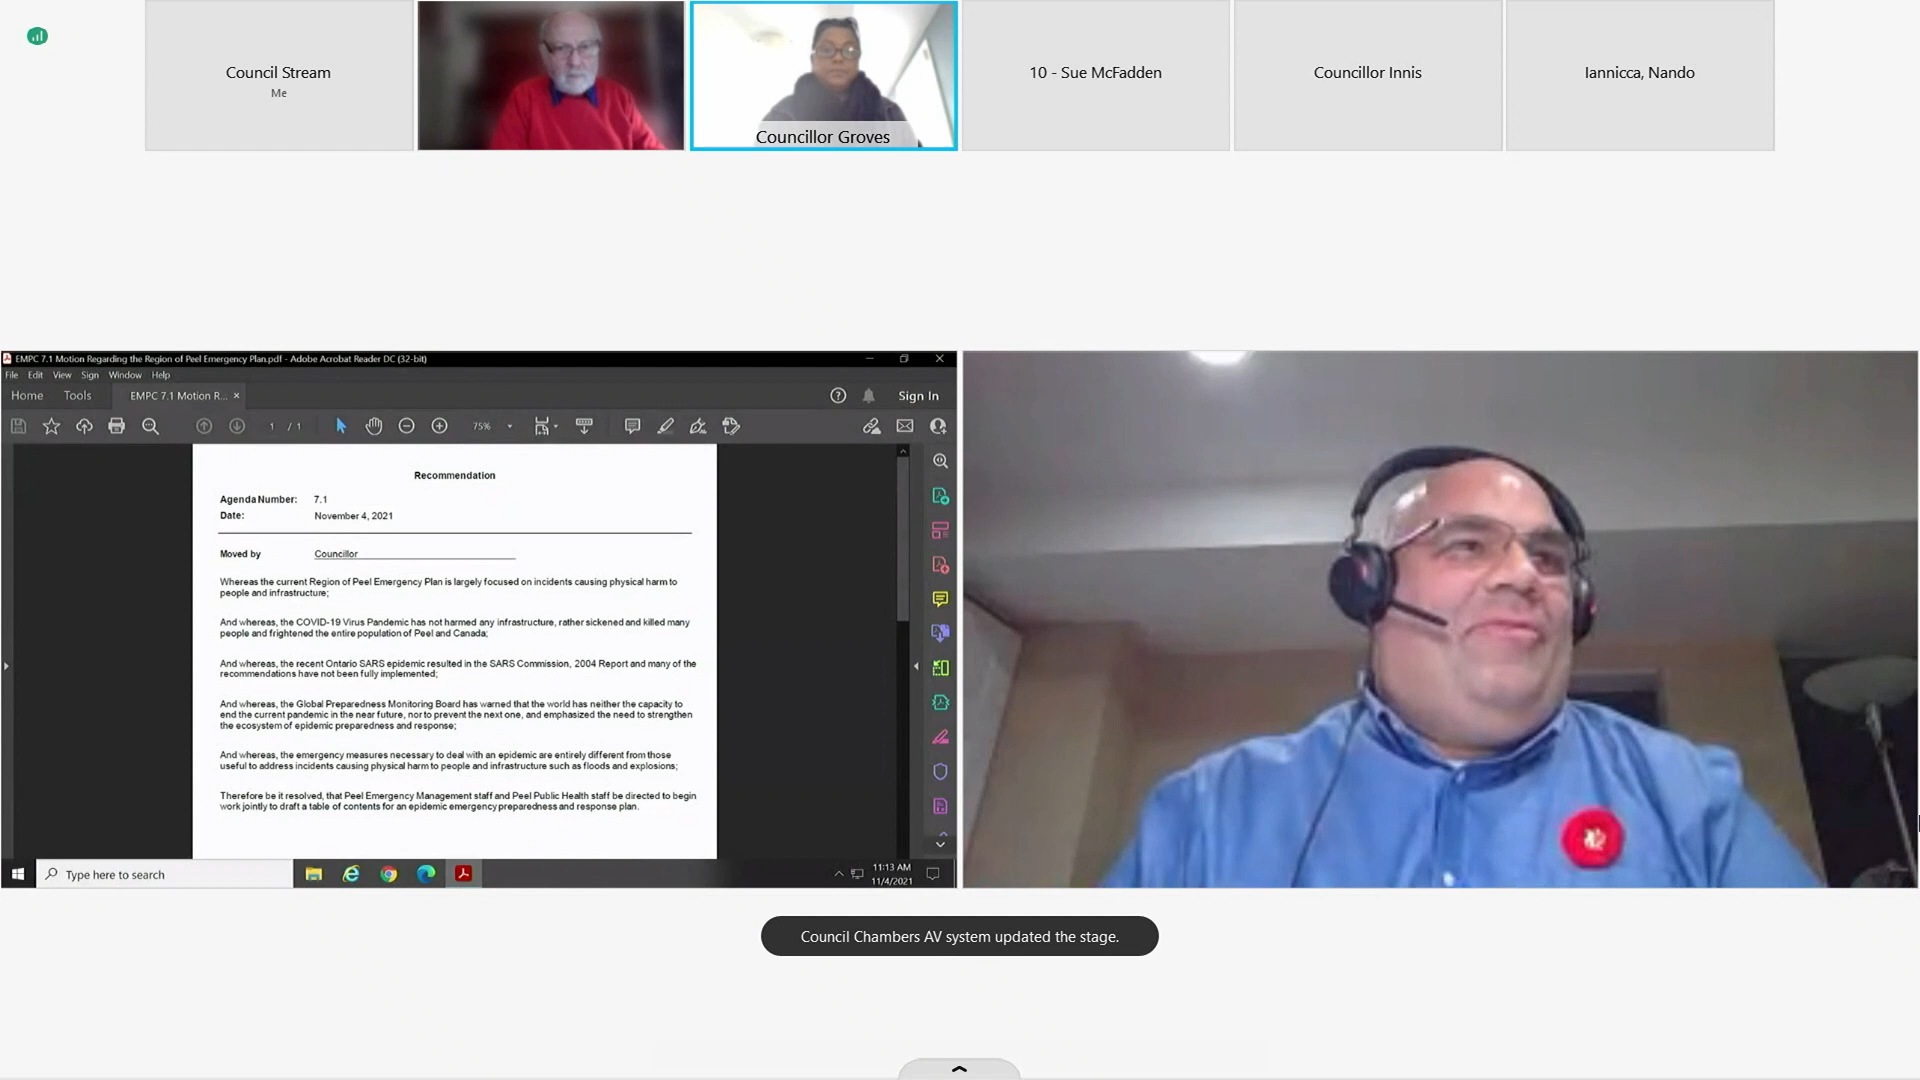 Council Stream
Me
Councillor Groves
10 - Sue McFadden
Councillor Innis
Iannicca, Nando
EMPC 7.1 Motion Regarding the Region of Peel Emergency Plan.pdf - Adobe Acrobat Reader DC (32-bit)
File Edit View Sign Window Help
Home Tools EMPC 7.1 Motion R... × Sign In
1 / 1 75%
Recommendation
Agenda Number: 7.1
Date: November 4, 2021
Moved by Councillor
Whereas the current Region of Peel Emergency Plan is largely focused on incidents causing physical harm to
people and infrastructure;
And whereas, the COVID-19 Virus Pandemic has not harmed any infrastructure, rather sickened and killed many
people and frightened the entire population of Peel and Canada;
And whereas, the recent Ontario SARS epidemic resulted in the SARS Commission, 2004 Report and many of the
recommendations have not been fully implemented;
And whereas, the Global Preparedness Monitoring Board has warned that the world has neither the capacity to
end the current pandemic in the near future, nor to prevent the next one, and emphasized the need to strengthen
the ecosystem of epidemic preparedness and response;
And whereas, the emergency measures necessary to deal with an epidemic are entirely different from those
useful to address incidents causing physical harm to people and infrastructure such as floods and explosions;
Therefore be it resolved, that Peel Emergency Management staff and Peel Public Health staff be directed to begin
work jointly to draft a table of contents for an epidemic emergency preparedness and response plan.
Type here to search
11:13 AM
11/4/2021
Council Chambers AV system updated the stage.